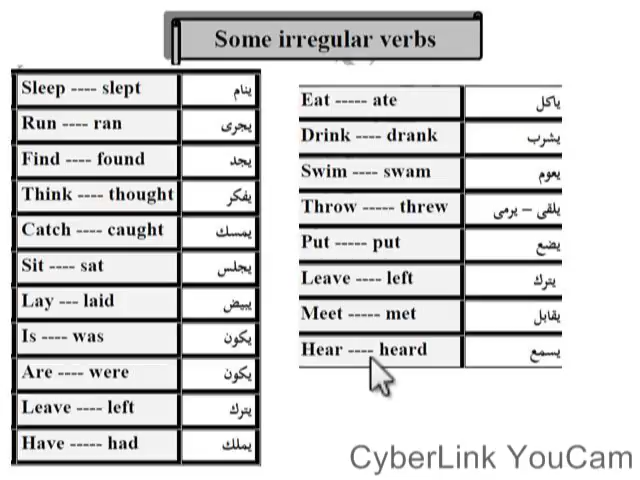 Some irregular verbs
Sleep ---- slept ينام
Run ---- ran يجرى
Find ---- found يجد
Think ---- thought يفكر
Catch ---- caught يمسك
Sit ---- sat يجلس
Lay --- laid يبيض
Is ---- was يكون
Are ---- were يكون
Leave ---- left يترك
Have ----- had يملك
Eat ----- ate ياكل
Drink ---- drank يشرب
Swim ---- swam يعوم
Throw ----- threw يلقى – يرمى
Put ----- put يضع
Leave ---- left يترك
Meet ----- met يقابل
Hear ---- heard يسمع
CyberLink YouCam